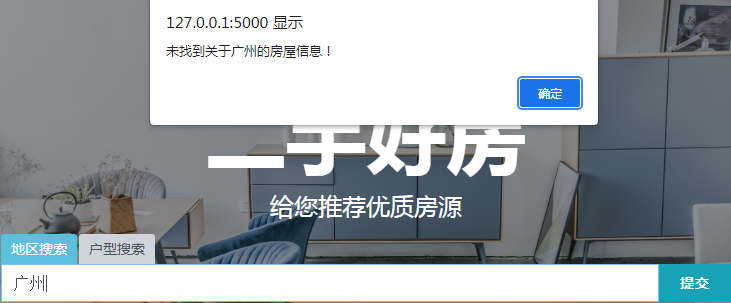 127.0.0.1:5000 显示
未找到关于广州的房屋信息！
确定
二手好房
给您推荐优质房源
地区搜索 户型搜索
广州 提交